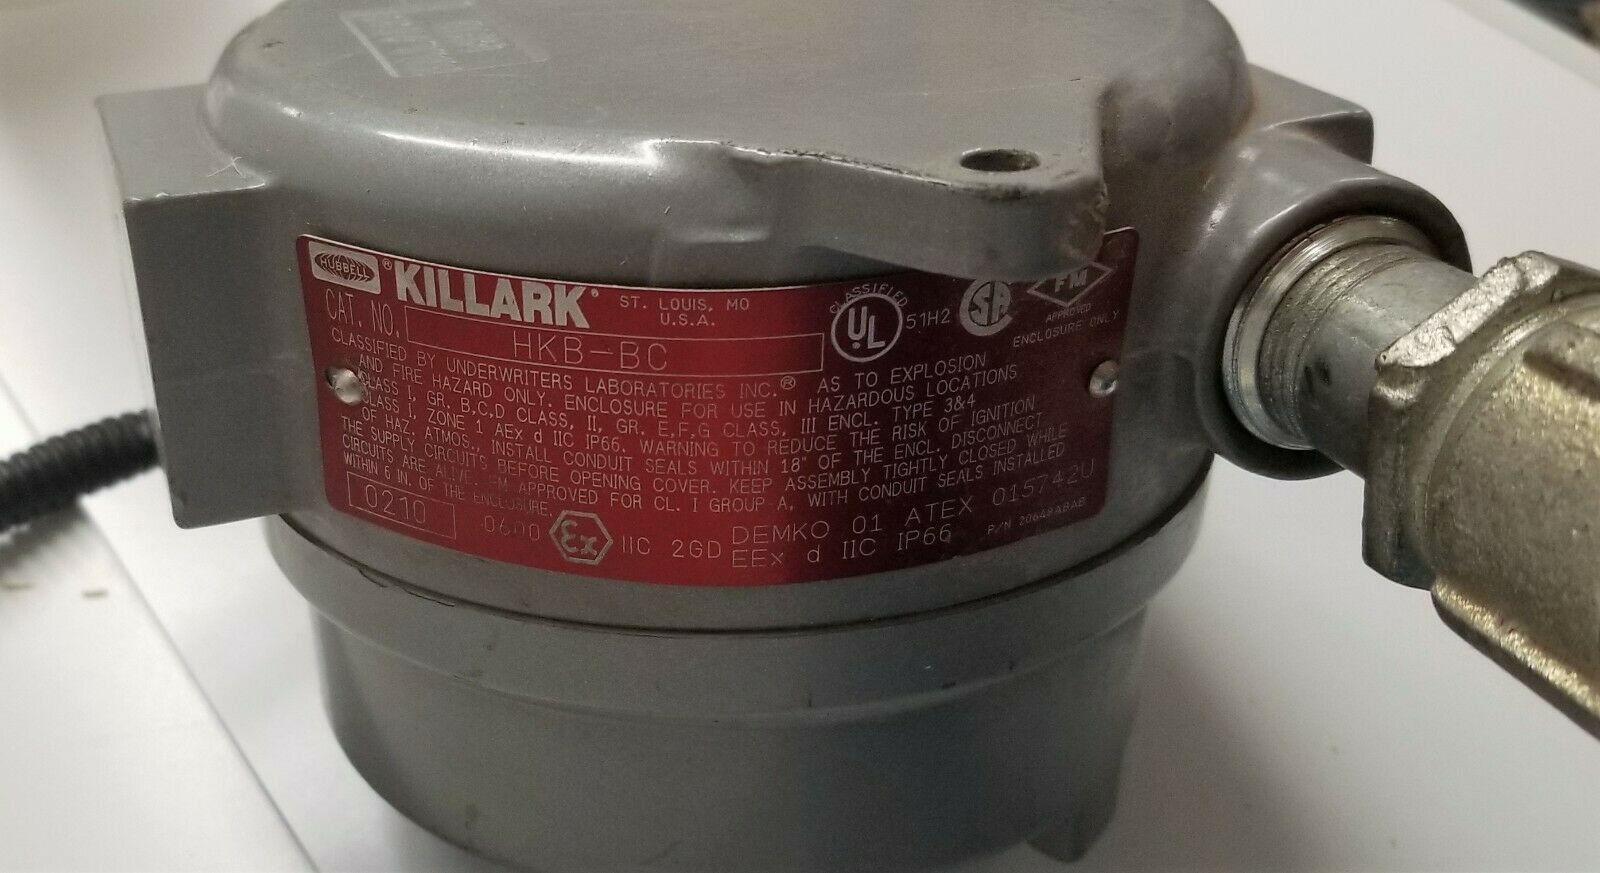 HUBBELL ® KILLARK® ST. LOUIS, MO
U.S.A.
CAT. NO. HKB-BC
CLASSIFIED UL 51H2 SA FM APPROVED
ENCLOSURE ONLY
CLASSIFIED BY UNDERWRITERS LABORATORIES INC.® AS TO EXPLOSION
AND FIRE HAZARD ONLY. ENCLOSURE FOR USE IN HAZARDOUS LOCATIONS
CLASS I, GR. B,C,D CLASS, II, GR. E,F,G CLASS, III ENCL. TYPE 3&4
CLASS I, ZONE 1 AEx d IIC IP66. WARNING TO REDUCE THE RISK OF IGNITION
OF HAZ. ATMOS., INSTALL CONDUIT SEALS WITHIN 18" OF THE ENCL. DISCONNECT
THE SUPPLY CIRCUITS BEFORE OPENING COVER. KEEP ASSEMBLY TIGHTLY CLOSED WHILE
CIRCUITS ARE ALIVE. FM APPROVED FOR CL. I GROUP A, WITH CONDUIT SEALS INSTALLED
WITHIN 6 IN. OF THE ENCLOSURE.
0210 0600 Ex IIC 2GD DEMKO 01 ATEX 015742U
EEx d IIC IP66 P/N 20649ABAB